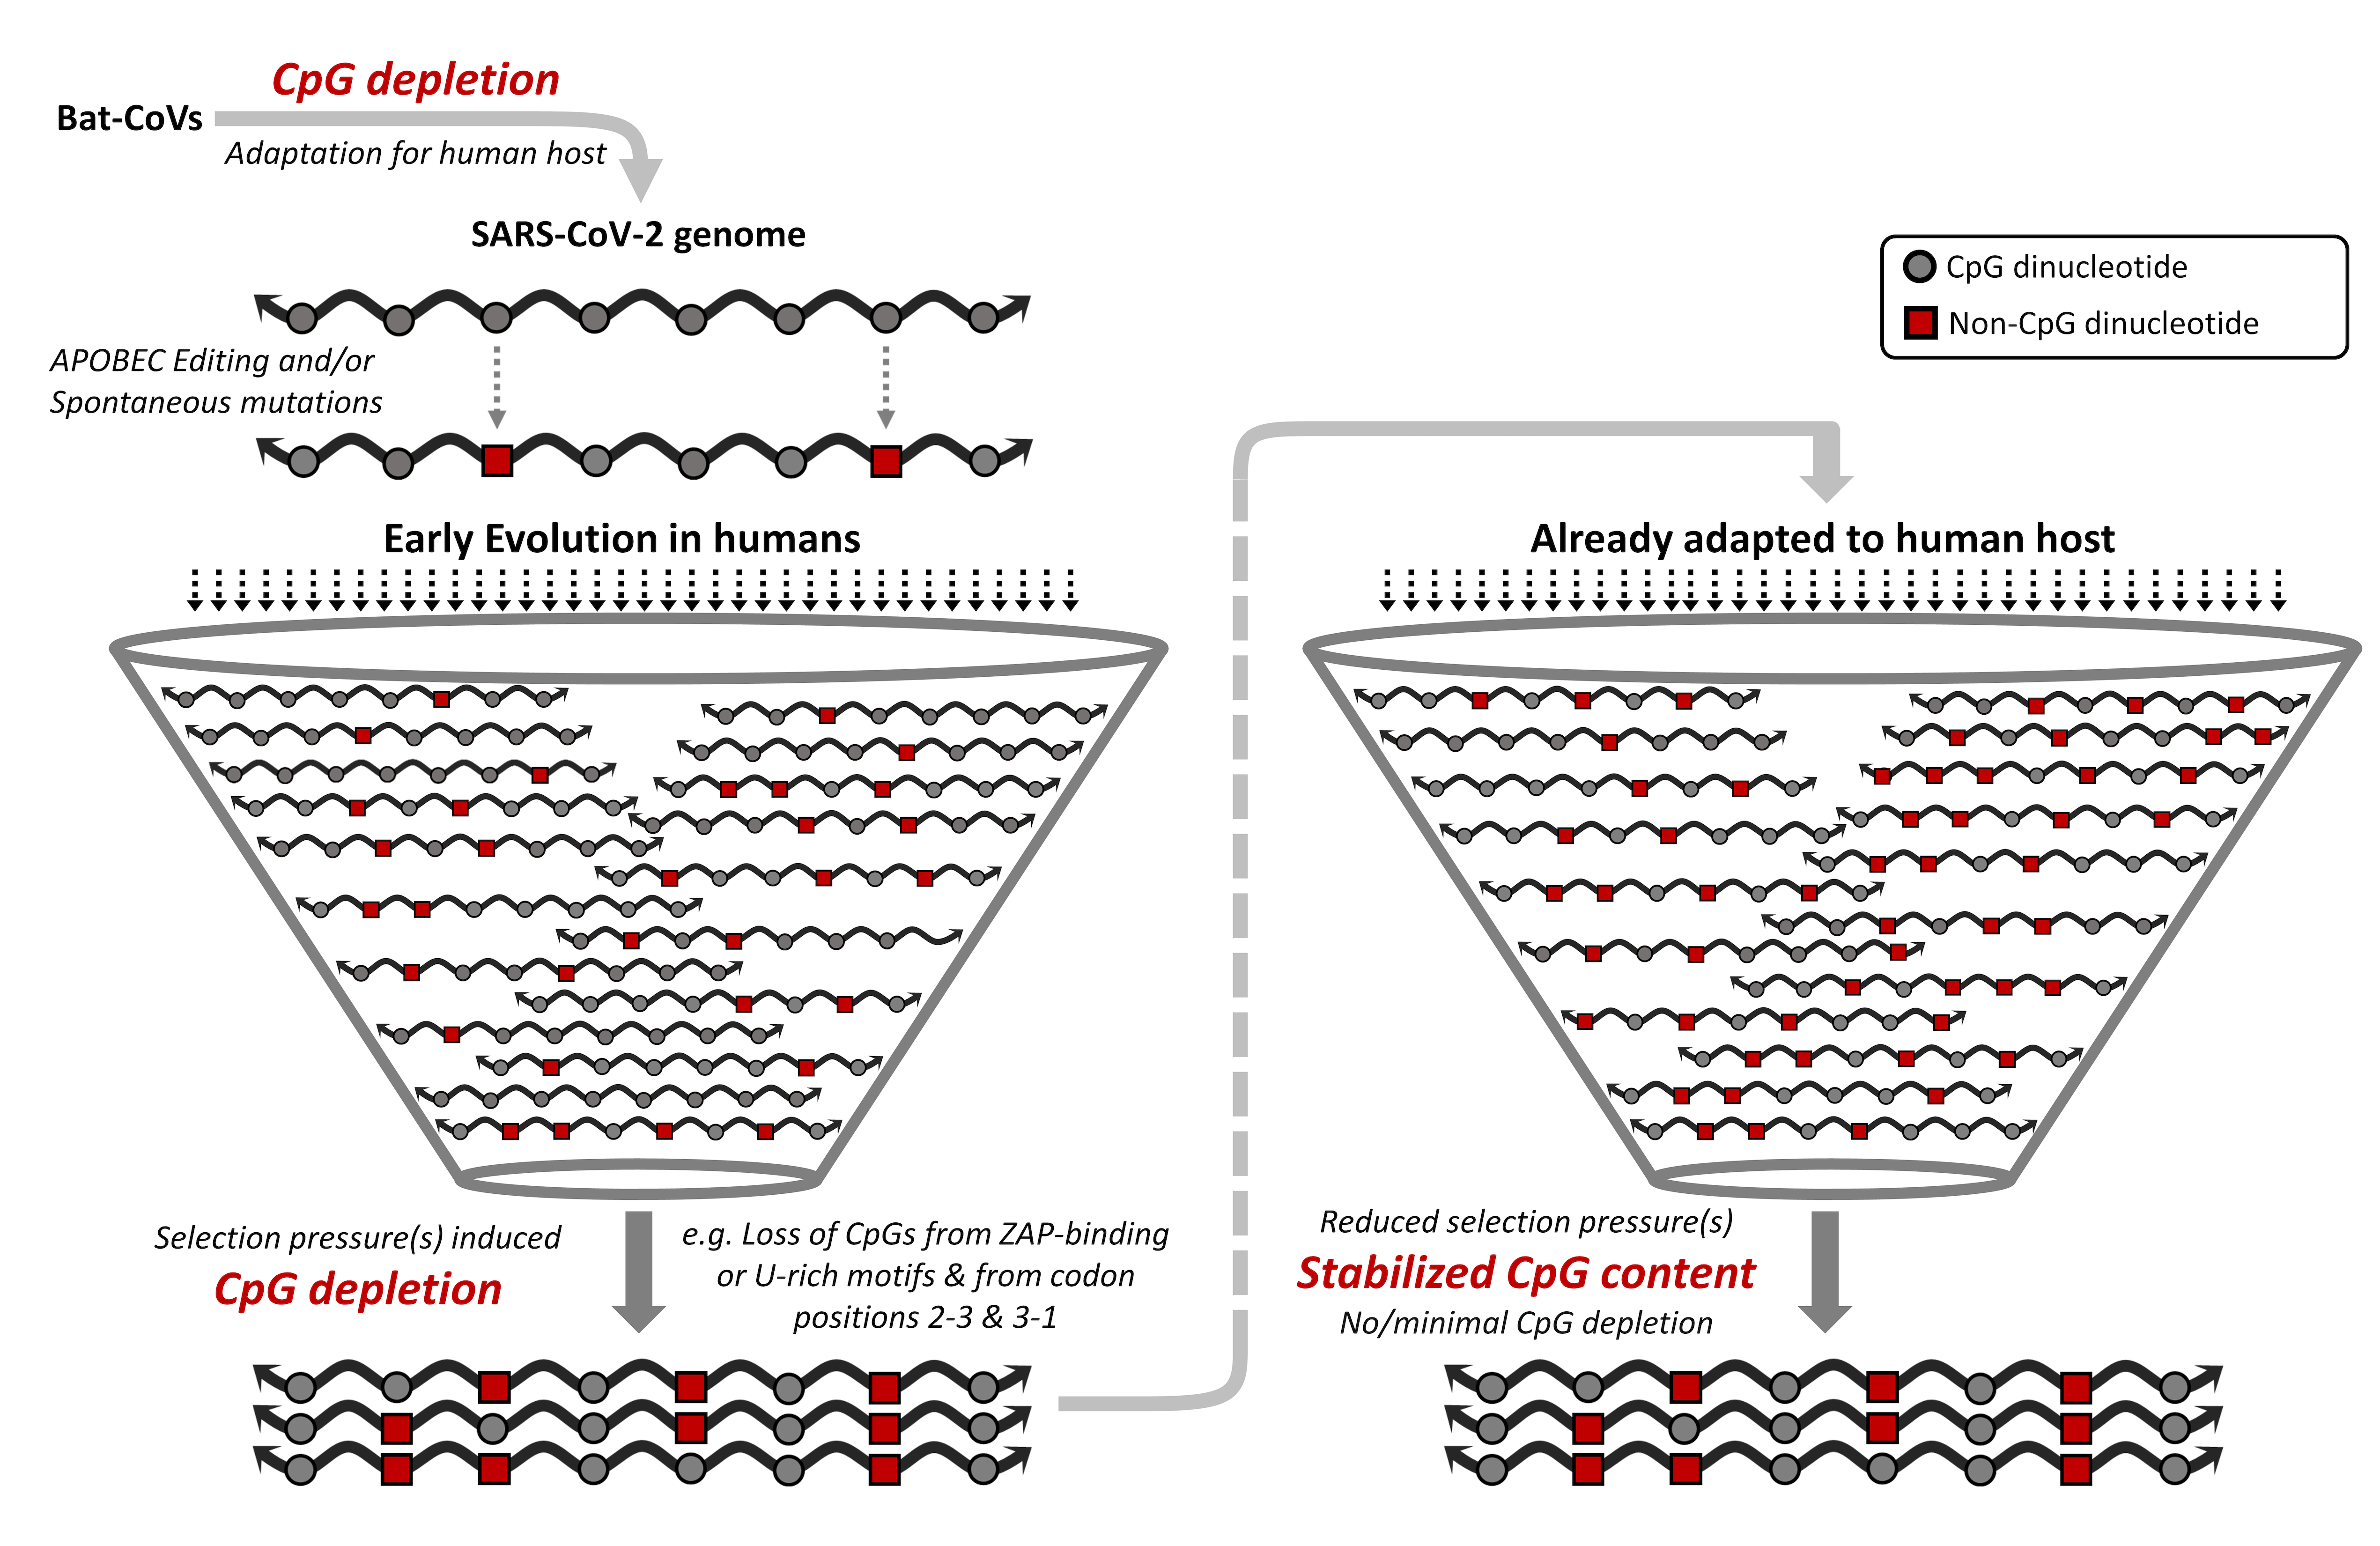 CpG depletion
Bat-CoVs
Adaptation for human host
SARS-CoV-2 genome
CpG dinucleotide
Non-CpG dinucleotide
APOBEC Editing and/or
Spontaneous mutations
Early Evolution in humans
Already adapted to human host
Selection pressure(s) induced
CpG depletion
e.g. Loss of CpGs from ZAP-binding
or U-rich motifs & from codon
positions 2-3 & 3-1
Reduced selection pressure(s)
Stabilized CpG content
No/minimal CpG depletion